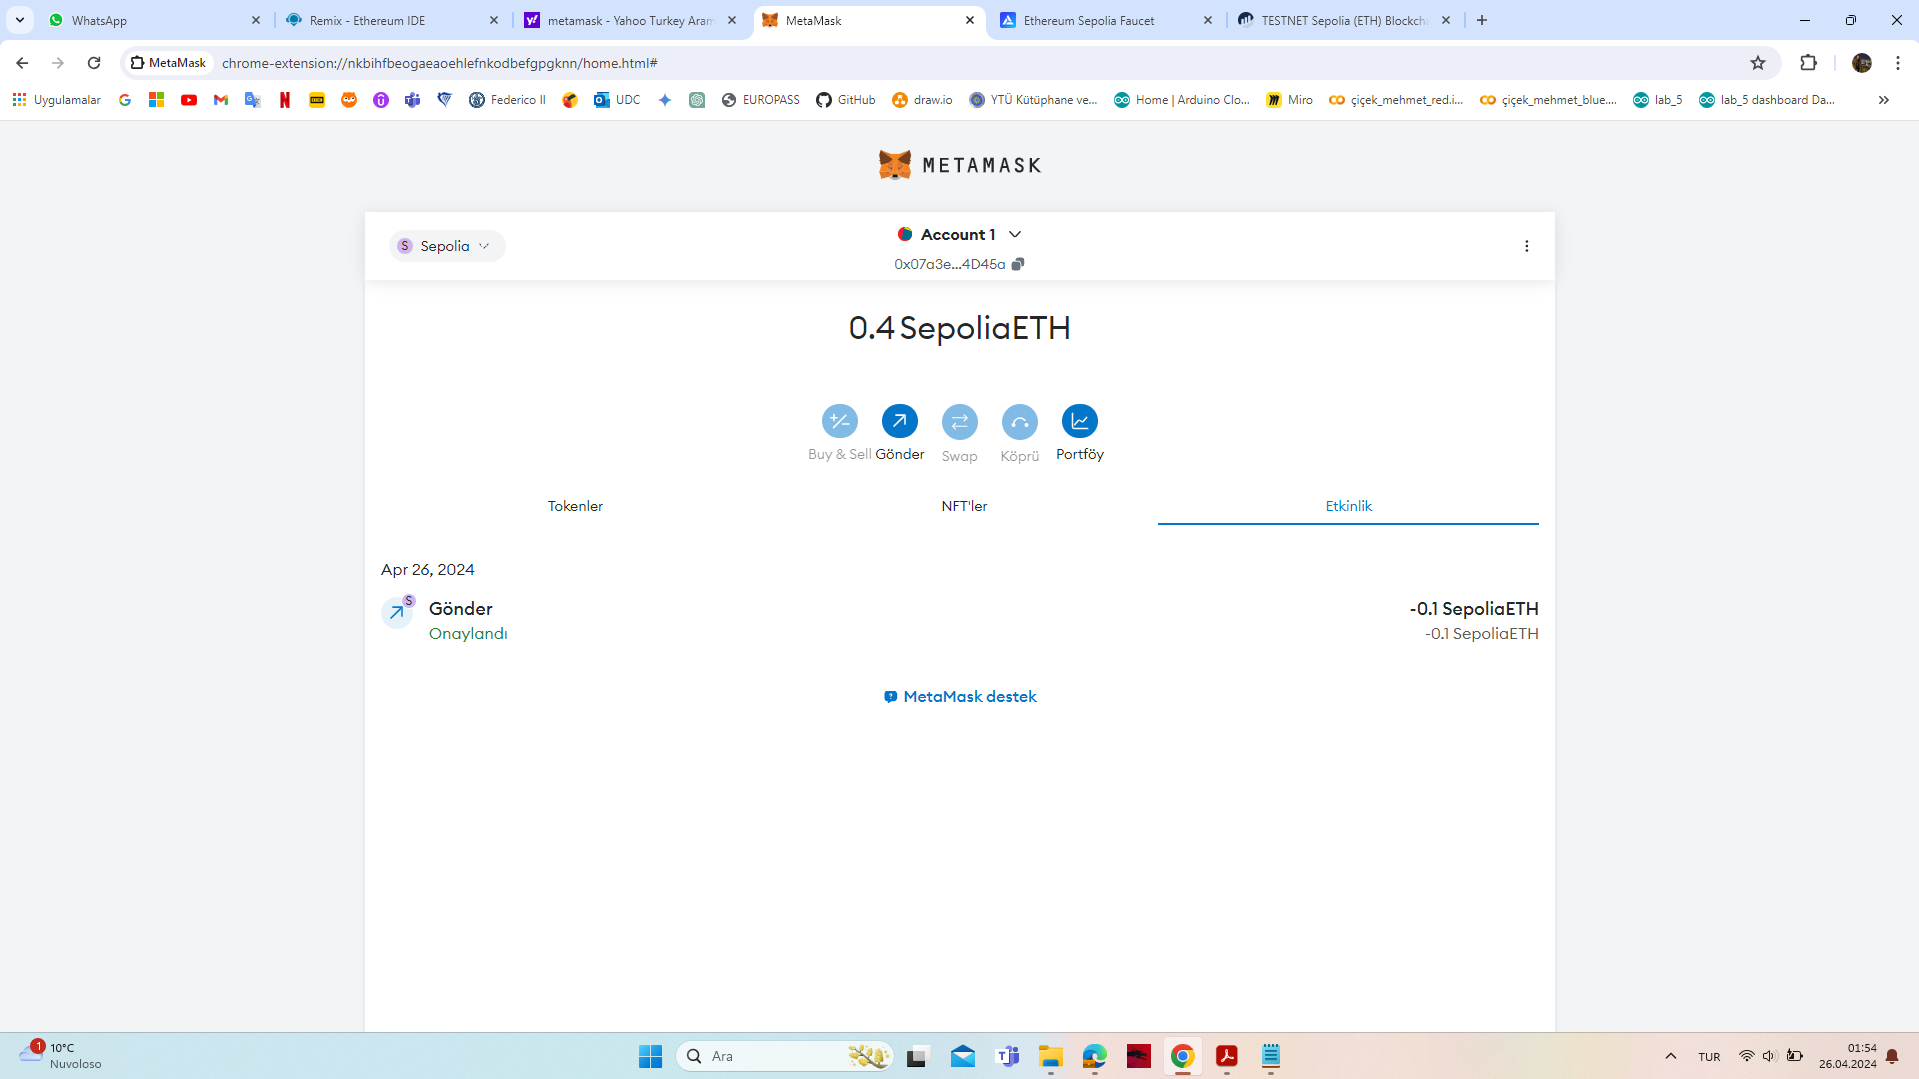 WhatsApp
Remix - Ethereum IDE
metamask - Yahoo Turkey Aram
MetaMask
Ethereum Sepolia Faucet
TESTNET Sepolia (ETH) Blockcha
MetaMask
chrome-extension://nkbihfbeogaeaoehlefnkodbefgpgknn/home.html#
Uygulamalar
Federico II
UDC
EUROPASS
GitHub
draw.io
YTÜ Kütüphane ve...
Home | Arduino Clo...
Miro
çiçek_mehmet_red.i...
çiçek_mehmet_blue....
lab_5
lab_5 dashboard Da...
METAMASK
S Sepolia
Account 1
0x07a3e...4D45a
0.4 SepoliaETH
Buy & Sell
Gönder
Swap
Köprü
Portföy
Tokenler
NFT'ler
Etkinlik
Apr 26, 2024
S
Gönder
-0.1 SepoliaETH
Onaylandı
-0.1 SepoliaETH
MetaMask destek
1
10°C
Nuvoloso
Ara
TUR
01:54
26.04.2024